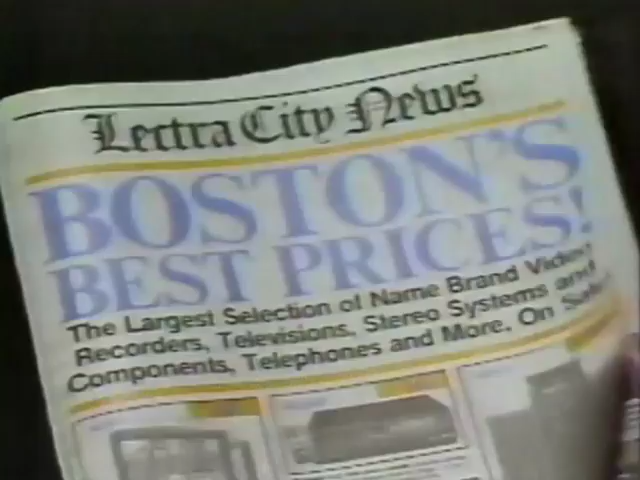 Lectra City News
BOSTON'S
BEST PRICES!
The Largest Selection of Name Brand Video
Recorders, Televisions, Stereo Systems and
Components, Telephones and More. On Sale!